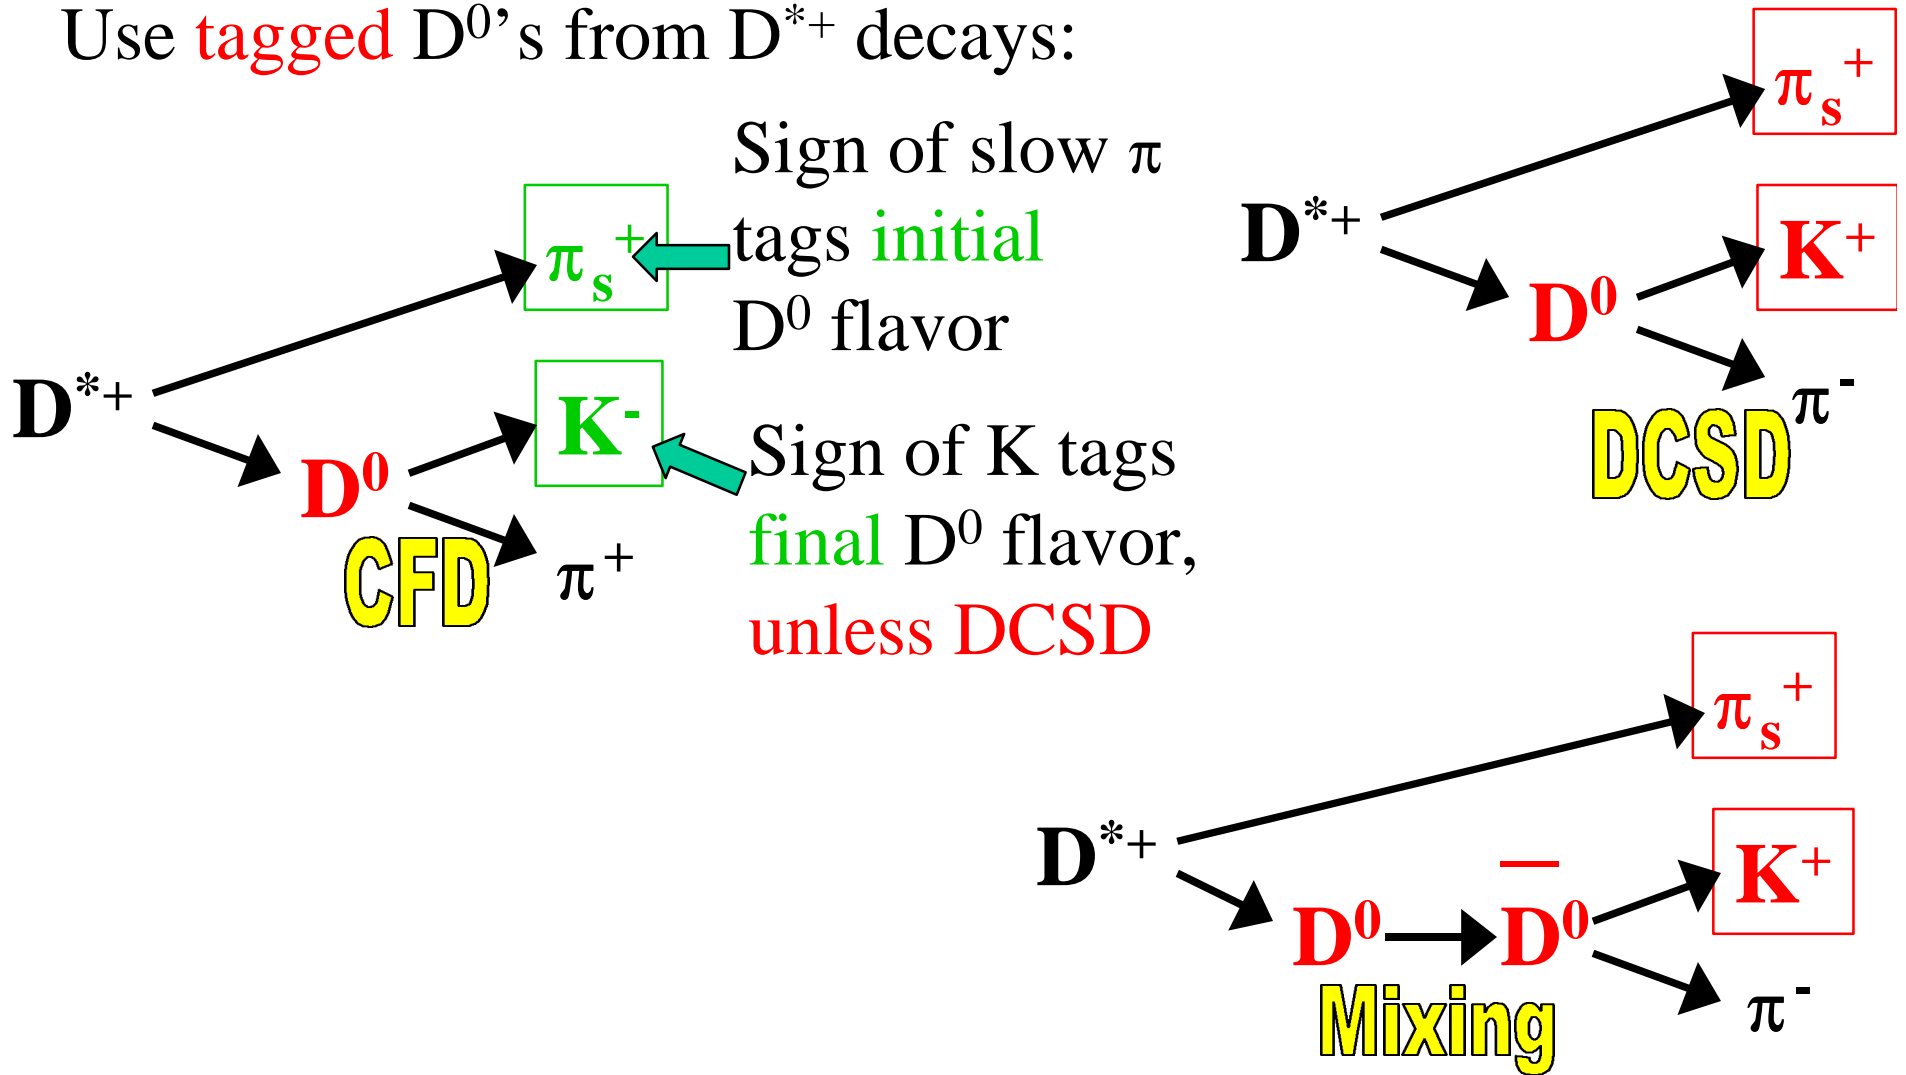 Use tagged D⁰'s from D*⁺ decays:
Sign of slow π
tags initial
D⁰ flavor
πₛ⁺
D*⁺
K⁻
D⁰
π⁺
CFD
Sign of K tags
final D⁰ flavor,
unless DCSD
πₛ⁺
D*⁺
K⁺
D⁰
π⁻
DCSD
πₛ⁺
D*⁺
K⁺
D⁰
D̅⁰
π⁻
Mixing